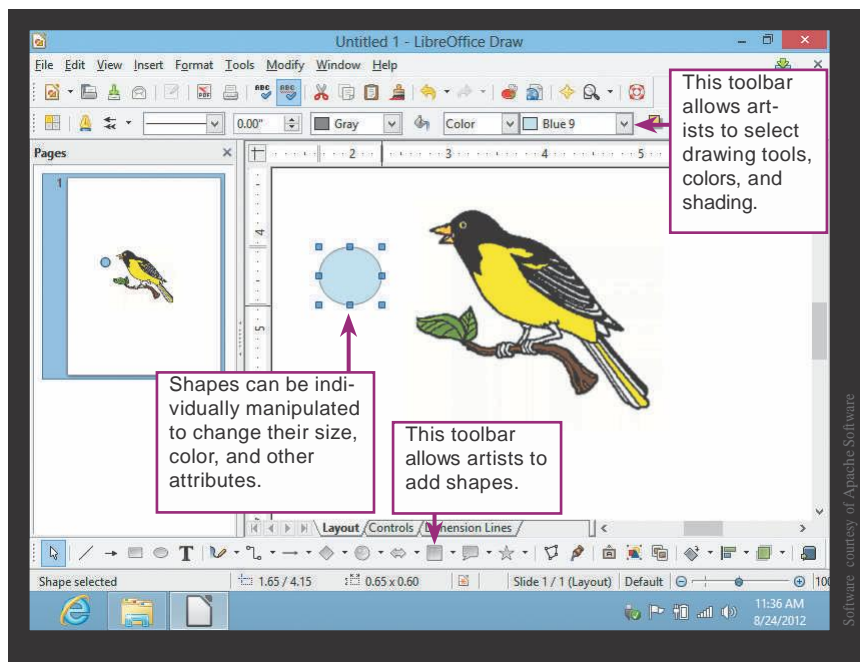 Untitled 1 - LibreOffice Draw
File Edit View Insert Format Tools Modify Window Help
This toolbar
allows art-
ists to select
drawing tools,
colors, and
shading.
PDF
ABC
ABC
0.00"
Gray
Color
Blue 9
Pages
1
2
3
4
5
4
5
Shapes can be indi-
vidually manipulated
to change their size,
color, and other
attributes.
This toolbar
allows artists to
add shapes.
Layout Controls Dimension Lines
T
Shape selected
1.65 / 4.15
0.65 x 0.60
Slide 1 / 1 (Layout)
Default
100
11:36 AM
8/24/2012
Software courtesy of Apache Software